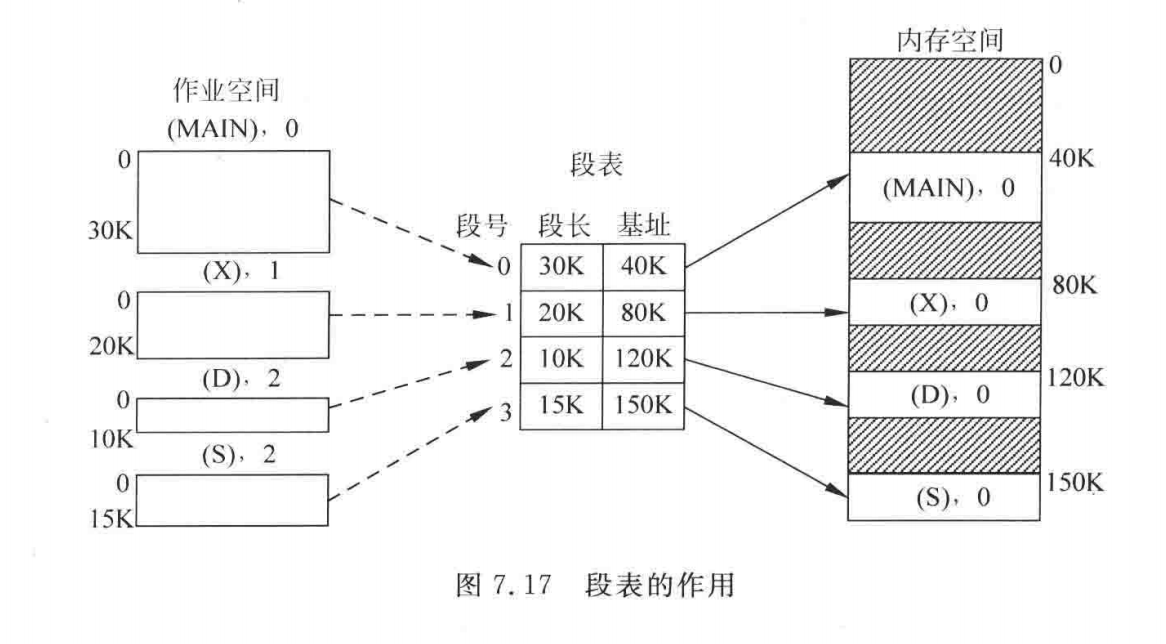 作业空间
(MAIN)，0
0
30K
(X)，1
0
20K
(D)，2
0
10K
(S)，2
0
15K
段表
段号 段长 基址
0 30K 40K
1 20K 80K
2 10K 120K
3 15K 150K
内存空间
0
40K
(MAIN)，0
80K
(X)，0
120K
(D)，0
150K
(S)，0
图 7.17 段表的作用